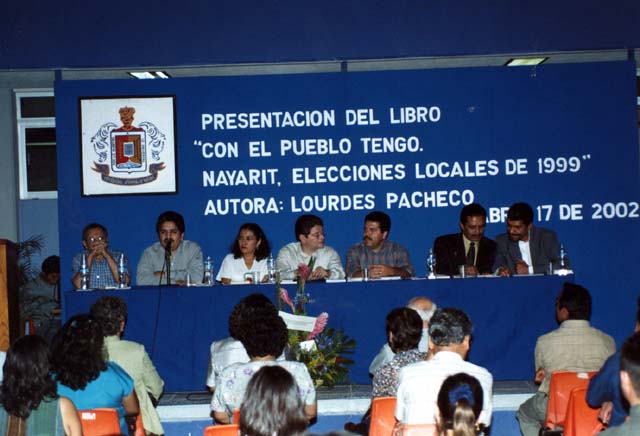 PRESENTACION DEL LIBRO
"CON EL PUEBLO TENGO.
NAYARIT, ELECCIONES LOCALES DE 1999"
AUTORA: LOURDES PACHECO
17 DE 2002